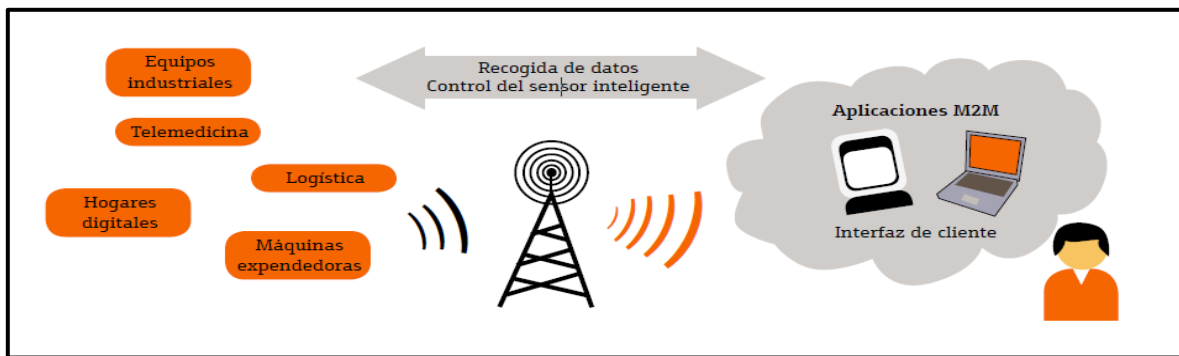 Equipos
industriales
Telemedicina
Logística
Hogares
digitales
Máquinas
expendedoras
Recogida de datos
Control del sensor inteligente
Aplicaciones M2M
Interfaz de cliente